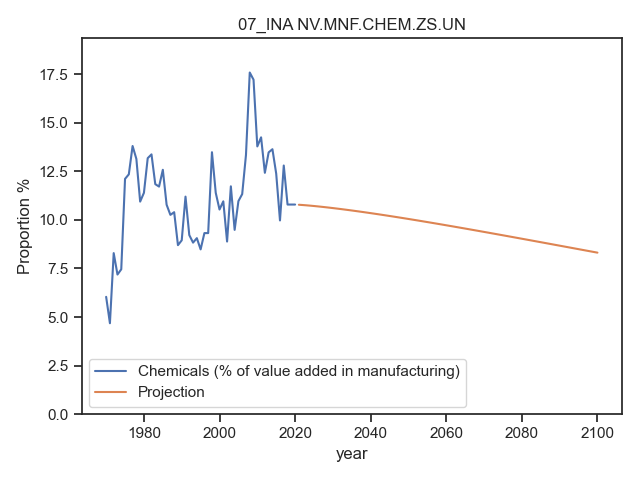 07_INA NV.MNF.CHEM.ZS.UN
Proportion %
17.5
15.0
12.5
10.0
7.5
5.0
2.5
0.0
Chemicals (% of value added in manufacturing)
Projection
1980 2000 2020 2040 2060 2080 2100
year